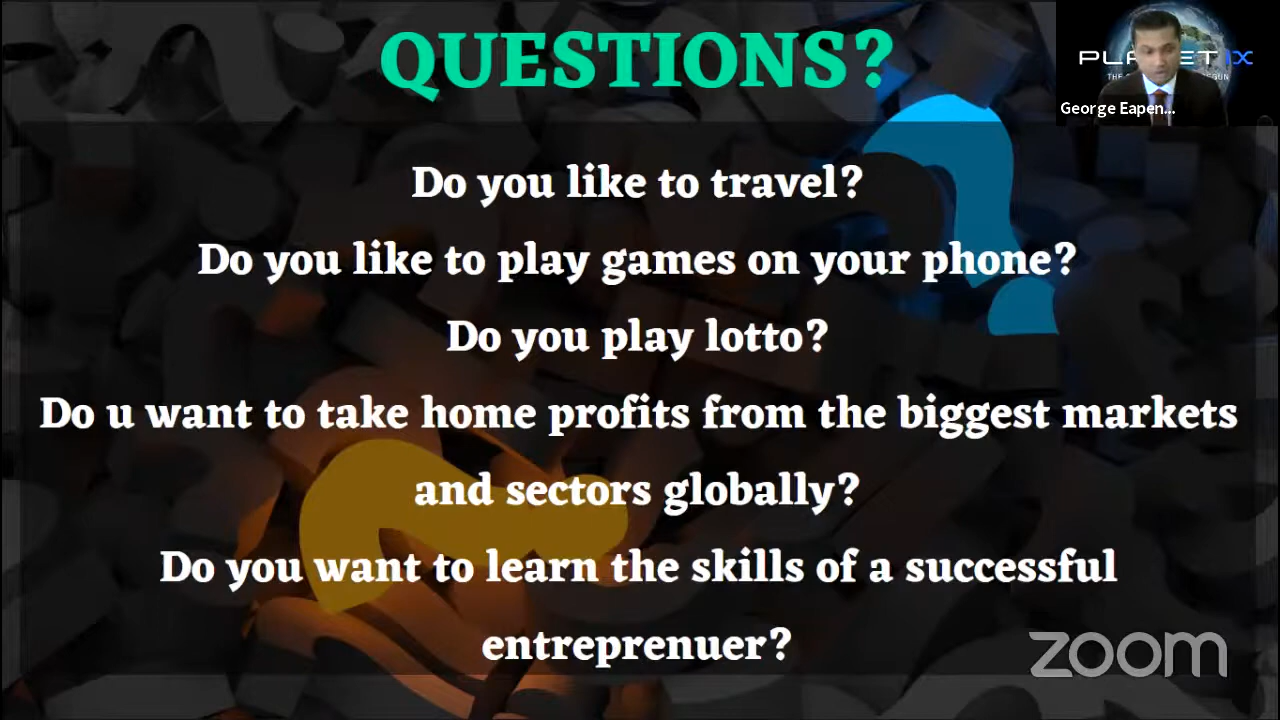 QUESTIONS?
PLANET IX
George Eapen...
Do you like to travel?
Do you like to play games on your phone?
Do you play lotto?
Do u want to take home profits from the biggest markets
and sectors globally?
Do you want to learn the skills of a successful
entreprenuer?
zoom